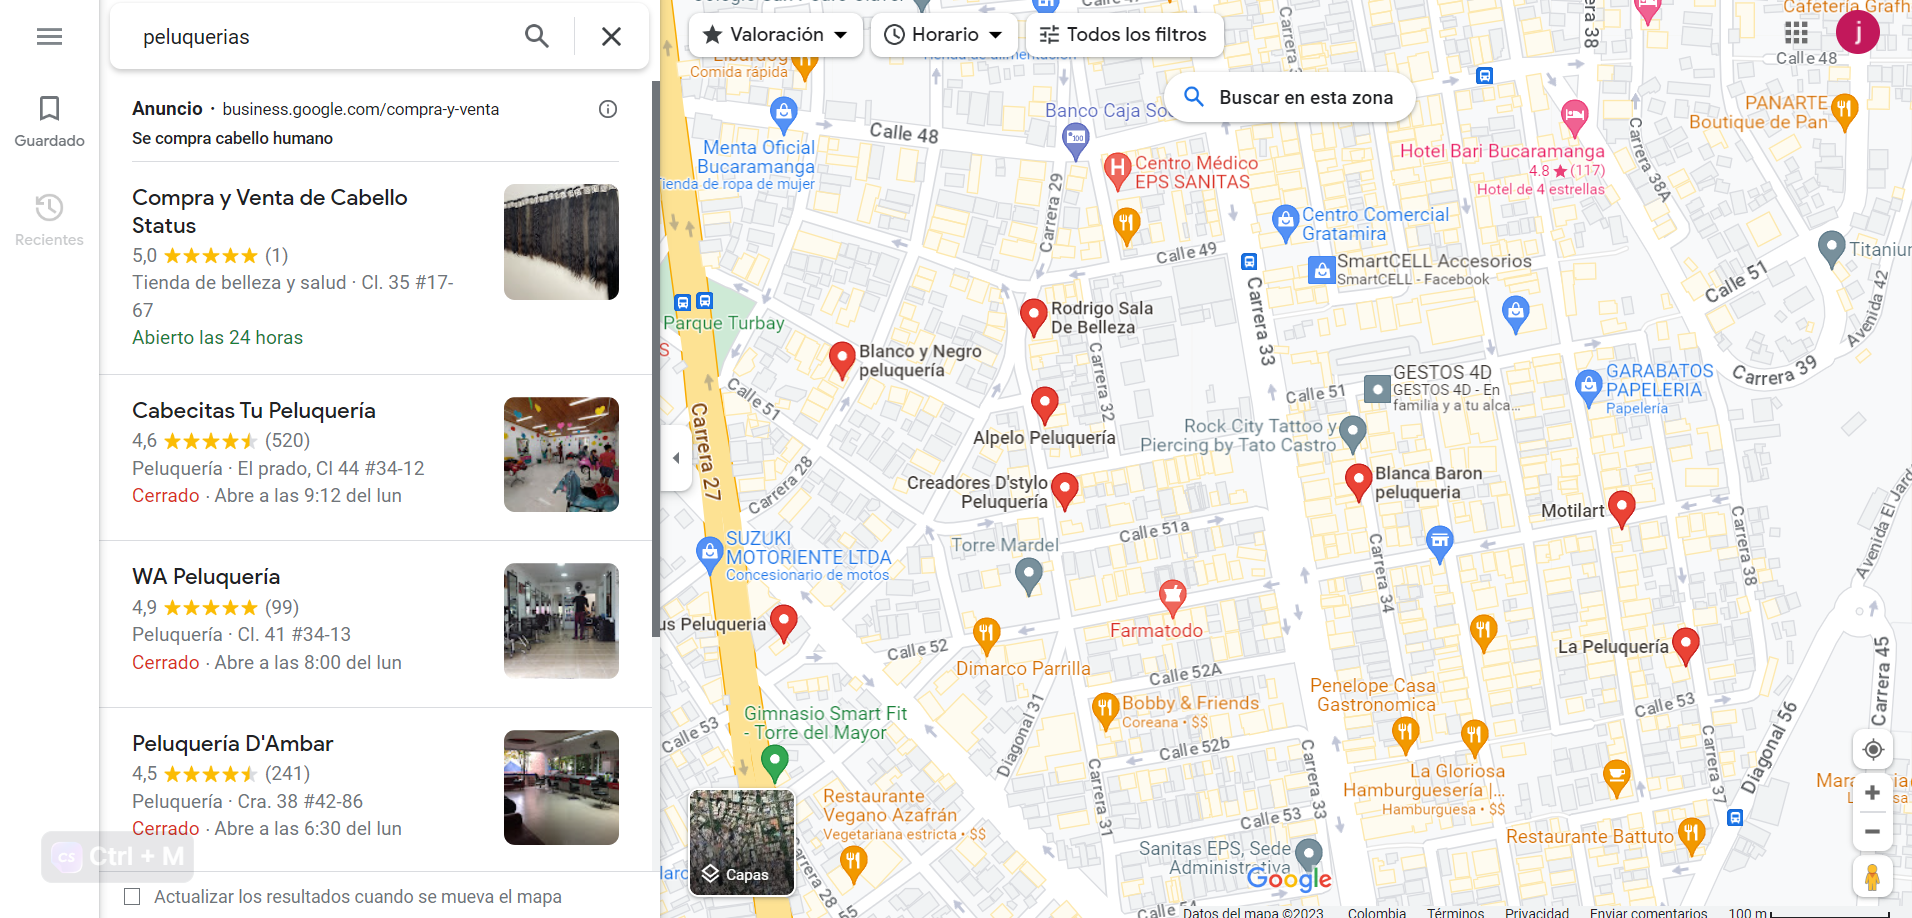 peluquerias
Guardado
Recientes
Anuncio · business.google.com/compra-y-venta
Se compra cabello humano
Compra y Venta de Cabello
Status
5,0 (1)
Tienda de belleza y salud · Cl. 35 #17-
67
Abierto las 24 horas
Cabecitas Tu Peluquería
4,6 (520)
Peluquería · El prado, Cl 44 #34-12
Cerrado · Abre a las 9:12 del lun
WA Peluquería
4,9 (99)
Peluquería · Cl. 41 #34-13
Cerrado · Abre a las 8:00 del lun
Peluquería D'Ambar
4,5 (241)
Peluquería · Cra. 38 #42-86
Cerrado · Abre a las 6:30 del lun
cs Ctrl + M
Actualizar los resultados cuando se mueva el mapa
Valoración
Horario
Todos los filtros
j
Buscar en esta zona
Comida rápida
Carrera 38
Calle 48
Banco Caja Soc
Calle 48
PANARTE
Boutique de Pan
Menta Oficial
Bucaramanga
Tienda de ropa de mujer
Centro Médico
EPS SANITAS
Hotel Bari Bucaramanga
4.8 (117)
Hotel de 4 estrellas
Carrera 38A
Carrera 29
Calle 49
Centro Comercial
Gratamira
SmartCELL Accesorios
SmartCELL - Facebook
Titaniu
Calle 51
Avenida 42
Carrera 33
Parque Turbay
Rodrigo Sala
De Belleza
Blanco y Negro
peluquería
Carrera 32
Alpelo Peluquería
Calle 51
Carrera 27
Carrera 28
GESTOS 4D
GESTOS 4D - En
familia y a tu alca...
Calle 51
GARABATOS
PAPELERIA
Papelería
Carrera 39
Rock City Tattoo y
Piercing by Tato Castro
Creadores D'stylo
Peluquería
Blanca Baron
peluqueria
Motilart
SUZUKI
MOTORIENTE LTDA
Concesionario de motos
Torre Mardel
Calle 51a
Carrera 34
Carrera 38
Avenida El Jard
us Peluqueria
Farmatodo
Calle 52
Dimarco Parrilla
La Peluquería
Carrera 45
Calle 52A
Penelope Casa
Gastronomica
Bobby & Friends
Coreana · $$
Calle 53
Gimnasio Smart Fit
- Torre del Mayor
Calle 53
Diagonal 31
Calle 52b
Carrera 33
Carrera 37
Diagonal 56
La Gloriosa
Hamburguesería |...
Hamburguesa · $$
Restaurante
Vegano Azafrán
Vegetariana estricta · $$
Carrera 31
Calle 53
Restaurante Battuto
Sanitas EPS, Sede
Administrativa
Capas
Carrera 28
Calle 54
Google
Datos del mapa ©2023 Colombia Términos Privacidad Enviar comentarios 100 m